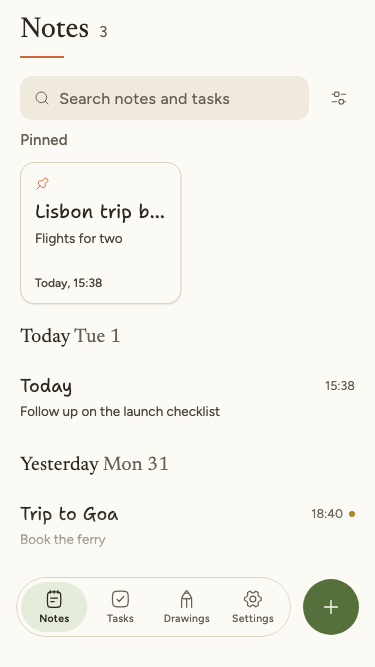 Notes 3
Search notes and tasks
Pinned
Lisbon trip b...
Flights for two
Today, 15:38
Today Tue 1
Today 15:38
Follow up on the launch checklist
Yesterday Mon 31
Trip to Goa 18:40
Book the ferry
Notes Tasks Drawings Settings